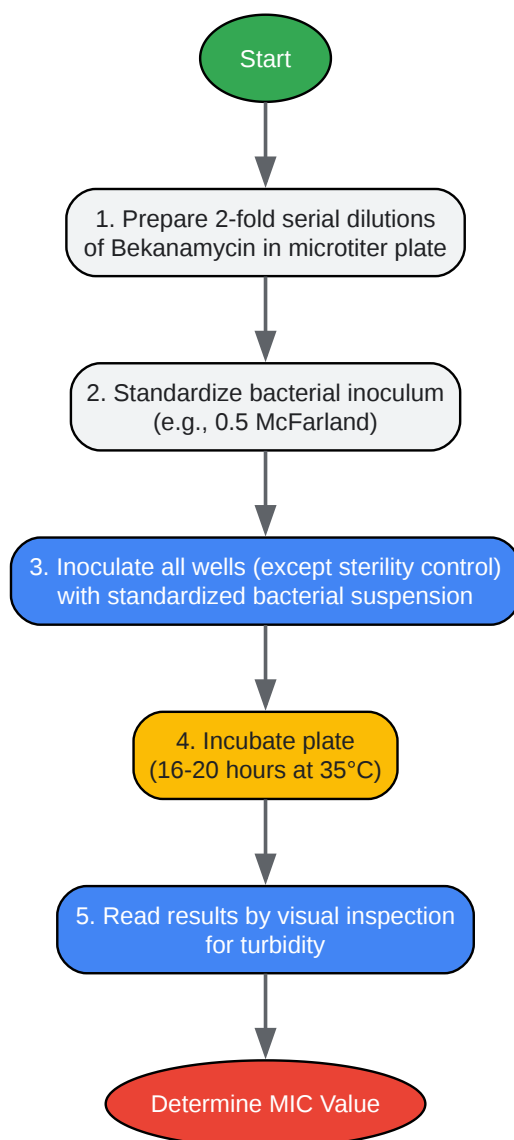 Start
1. Prepare 2-fold serial dilutions
of Bekanamycin in microtiter plate
2. Standardize bacterial inoculum
(e.g., 0.5 McFarland)
3. Inoculate all wells (except sterility control)
with standardized bacterial suspension
4. Incubate plate
(16-20 hours at 35°C)
5. Read results by visual inspection
for turbidity
Determine MIC Value